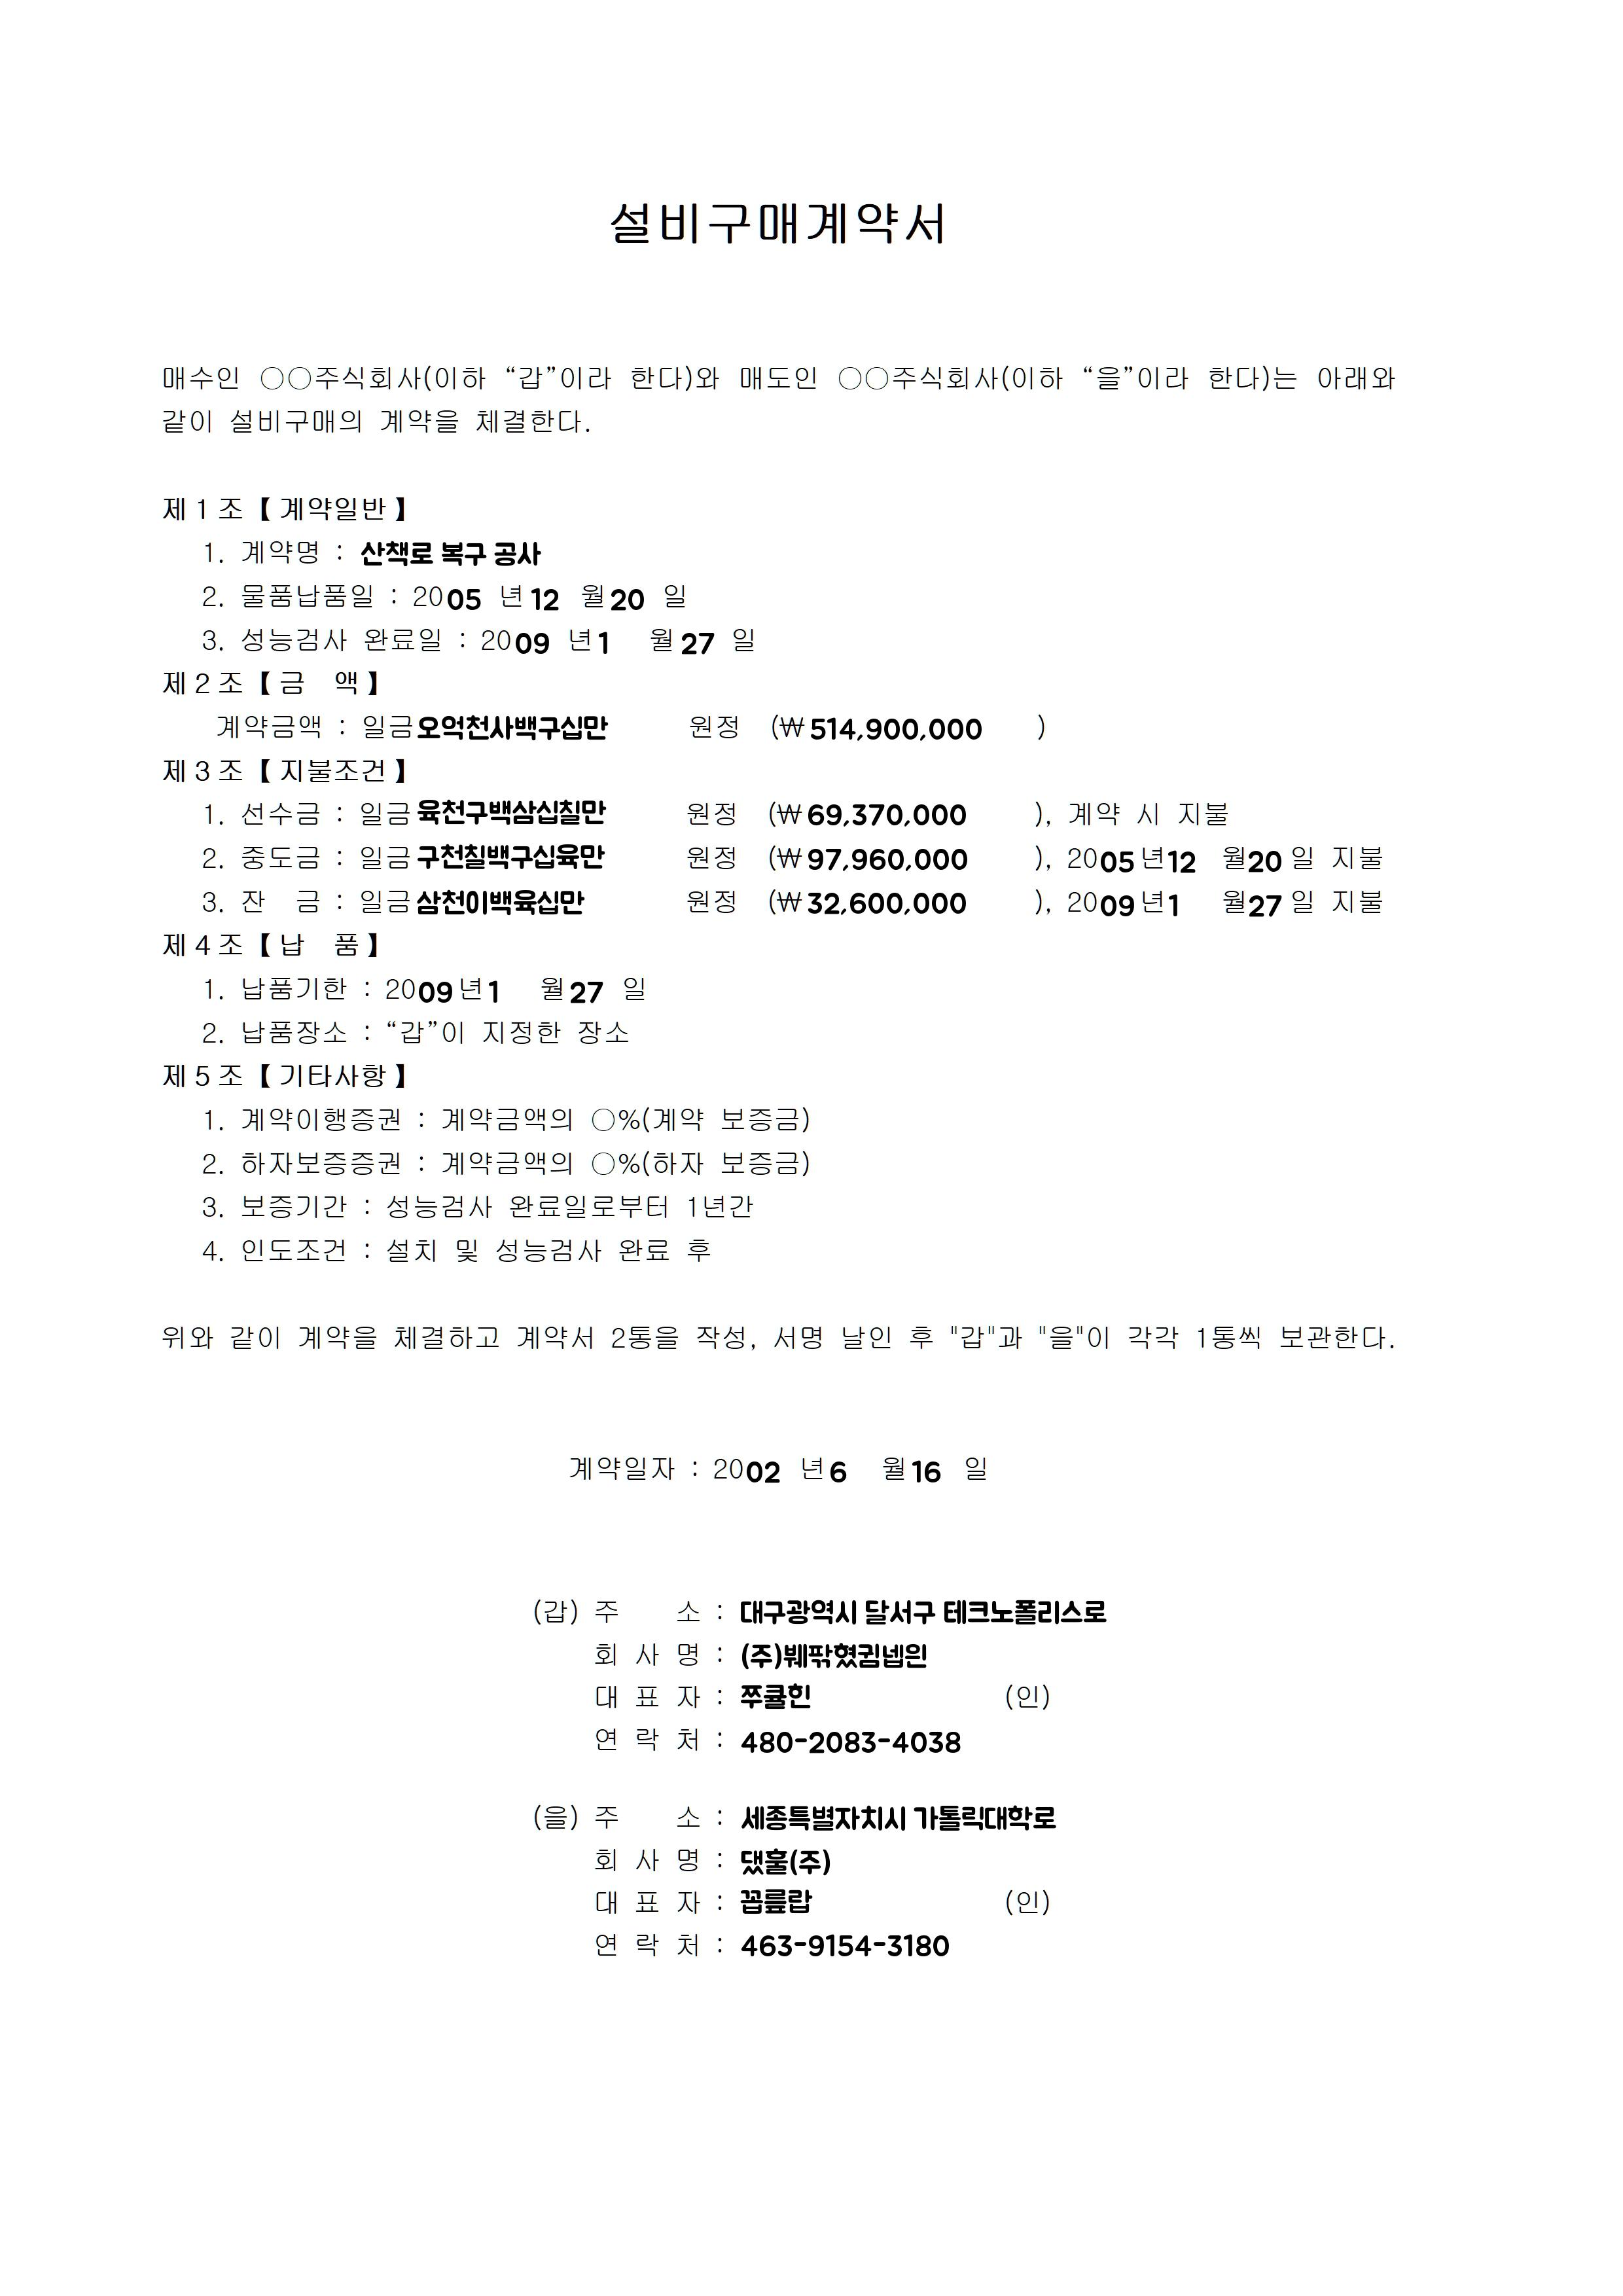 설비구매계약서
매수인 ○○주식회사(이하 “갑”이라 한다)와 매도인 ○○주식회사(이하 “을”이라 한다)는 아래와
같이 설비구매의 계약을 체결한다.
제1조【계약일반】
1. 계약명 : 산책로 복구 공사
2. 물품납품일 : 2005 년 12 월 20 일
3. 성능검사 완료일 : 2009 년 1 월 27 일
제2조【금 액】
계약금액 : 일금 오억천사백구십만 원정 (₩ 514,900,000 )
제3조【지불조건】
1. 선수금 : 일금 육천구백삼십칠만 원정 (₩ 69,370,000 ), 계약 시 지불
2. 중도금 : 일금 구천칠백구십육만 원정 (₩ 97,960,000 ), 2005 년 12 월 20 일 지불
3. 잔 금 : 일금 삼천이백육십만 원정 (₩ 32,600,000 ), 2009 년 1 월 27 일 지불
제4조【납 품】
1. 납품기한 : 2009 년 1 월 27 일
2. 납품장소 : “갑”이 지정한 장소
제5조【기타사항】
1. 계약이행증권 : 계약금액의 ○%(계약 보증금)
2. 하자보증증권 : 계약금액의 ○%(하자 보증금)
3. 보증기간 : 성능검사 완료일로부터 1년간
4. 인도조건 : 설치 및 성능검사 완료 후
위와 같이 계약을 체결하고 계약서 2통을 작성, 서명 날인 후 "갑"과 "을"이 각각 1통씩 보관한다.
계약일자 : 2002 년 6 월 16 일
(갑) 주 소 : 대구광역시 달서구 테크노폴리스로
회 사 명 :
대 표 자 : 쭈큘힌 (인)
연 락 처 : 480-2083-4038
(을) 주 소 : 세종특별자치시 가톨릭대학로
회 사 명 : 댔훌(주)
대 표 자 : (인)
연 락 처 : 463-9154-3180